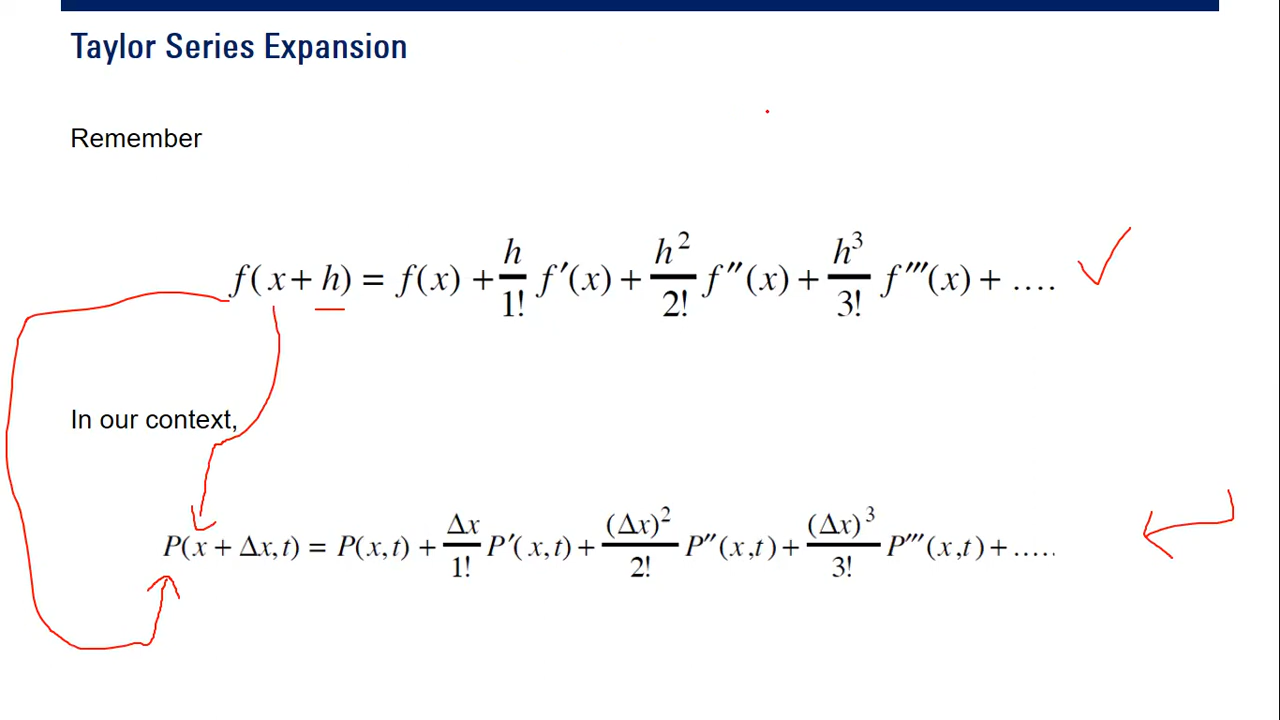 Taylor Series Expansion
Remember
f(x+h) = f(x) + h/1! f′(x) + h²/2! f″(x) + h³/3! f‴(x) + ....
In our context,
P(x + Δx,t) = P(x,t) + Δx/1! P′(x,t) + (Δx)²/2! P″(x,t) + (Δx)³/3! P‴(x,t) + .....